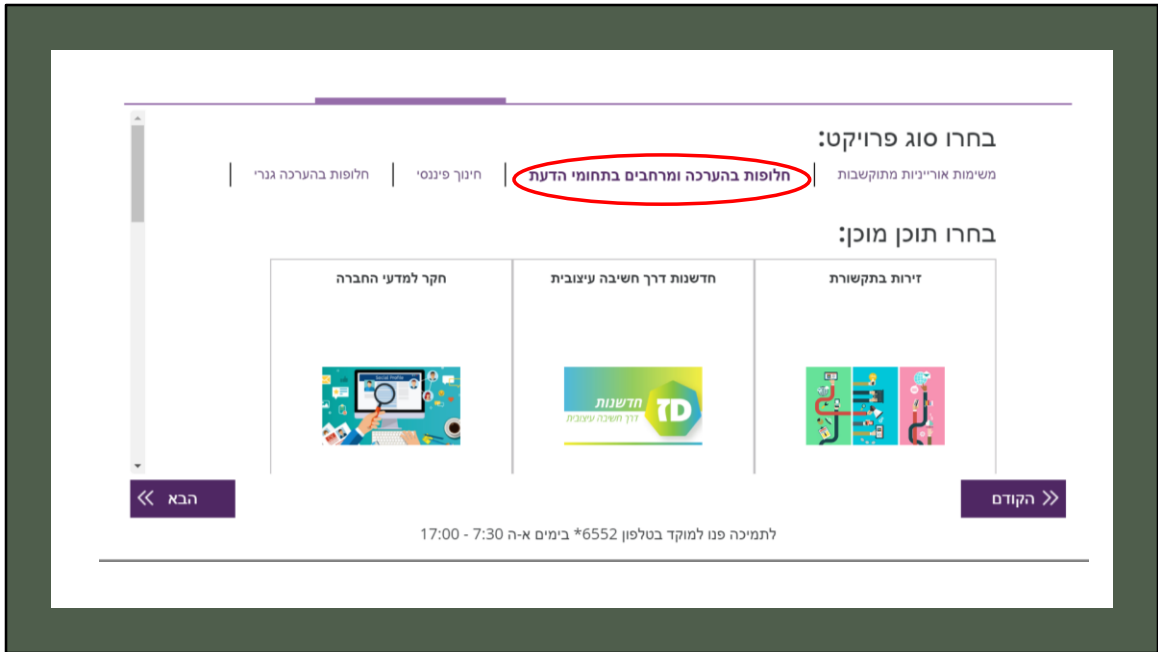 בחרו סוג פרויקט:
משימות אורייניות מתוקשבות | חלופות בהערכה ומרחבים בתחומי הדעת | חינוך פיננסי | חלופות בהערכה גנרי |
בחרו תוכן מוכן:
זירות בתקשורת
חדשנות דרך חשיבה עיצובית
חקר למדעי החברה
חדשנות
דרך חשיבה עיצובית
Social Profile
הקודם
הבא
לתמיכה פנו למוקד בטלפון 6552* בימים א-ה 7:30 - 17:00